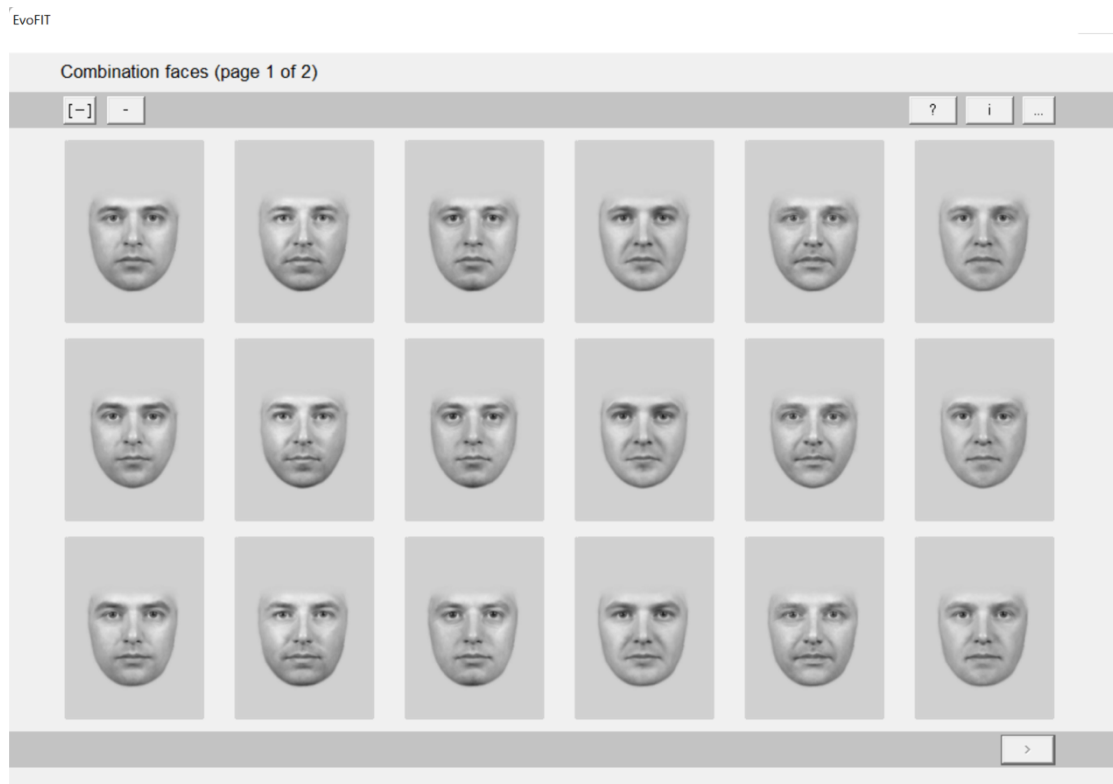 EvoFIT
Combination faces (page 1 of 2)
[−] - ? i ...
>